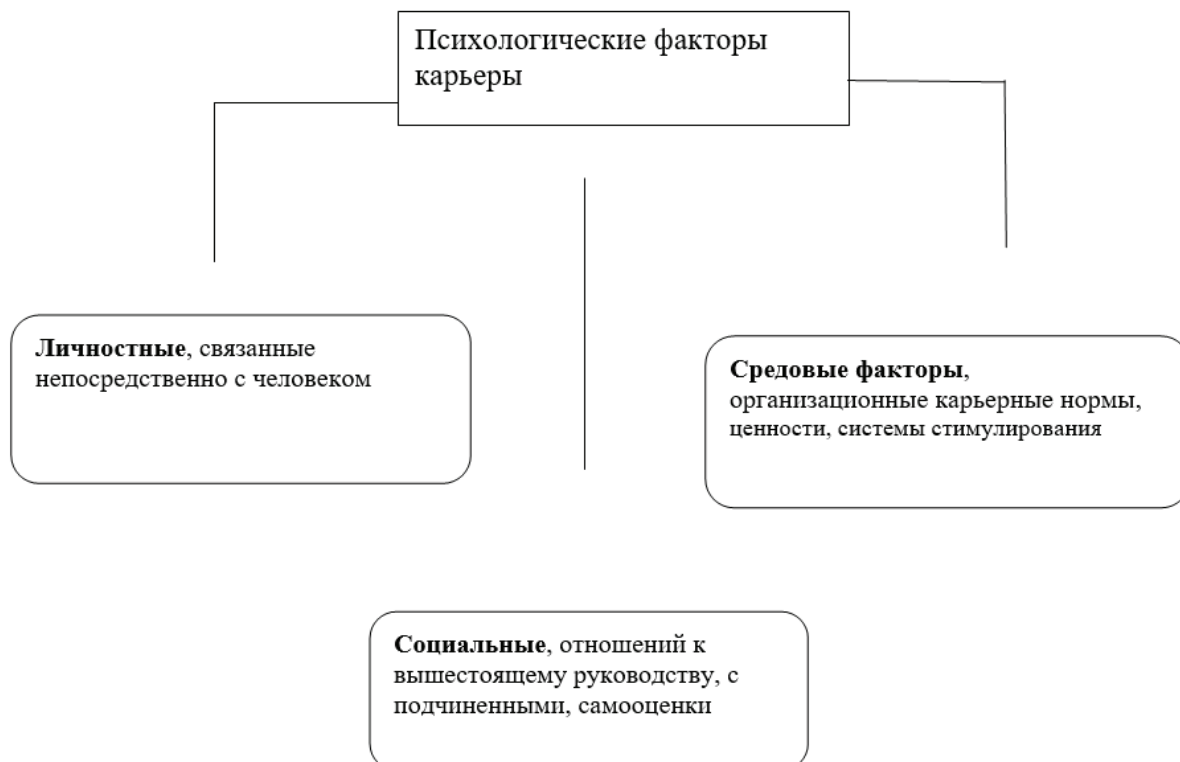 Психологические факторы
карьеры
Личностные, связанные
непосредственно с человеком
Средовые факторы,
организационные карьерные нормы,
ценности, системы стимулирования
Социальные, отношений к
вышестоящему руководству, с
подчиненными, самооценки